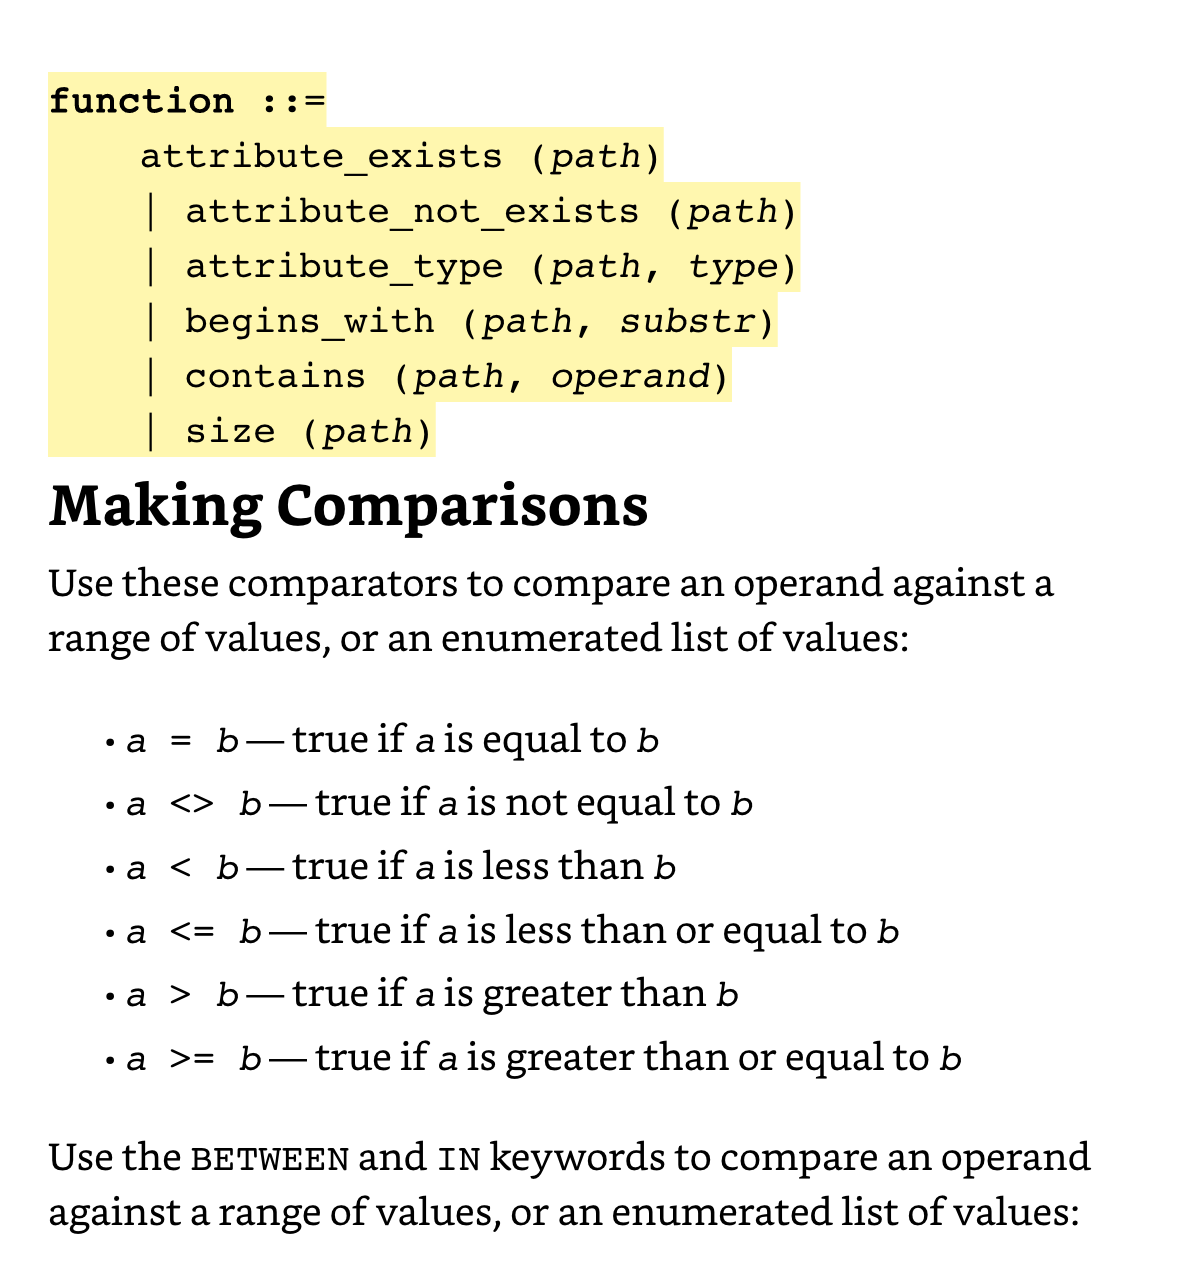 function ::=
attribute_exists (path)
| attribute_not_exists (path)
| attribute_type (path, type)
| begins_with (path, substr)
| contains (path, operand)
| size (path)
Making Comparisons
Use these comparators to compare an operand against a
range of values, or an enumerated list of values:
• a = b — true if a is equal to b
• a <> b — true if a is not equal to b
• a < b — true if a is less than b
• a <= b — true if a is less than or equal to b
• a > b — true if a is greater than b
• a >= b — true if a is greater than or equal to b
Use the BETWEEN and IN keywords to compare an operand
against a range of values, or an enumerated list of values: